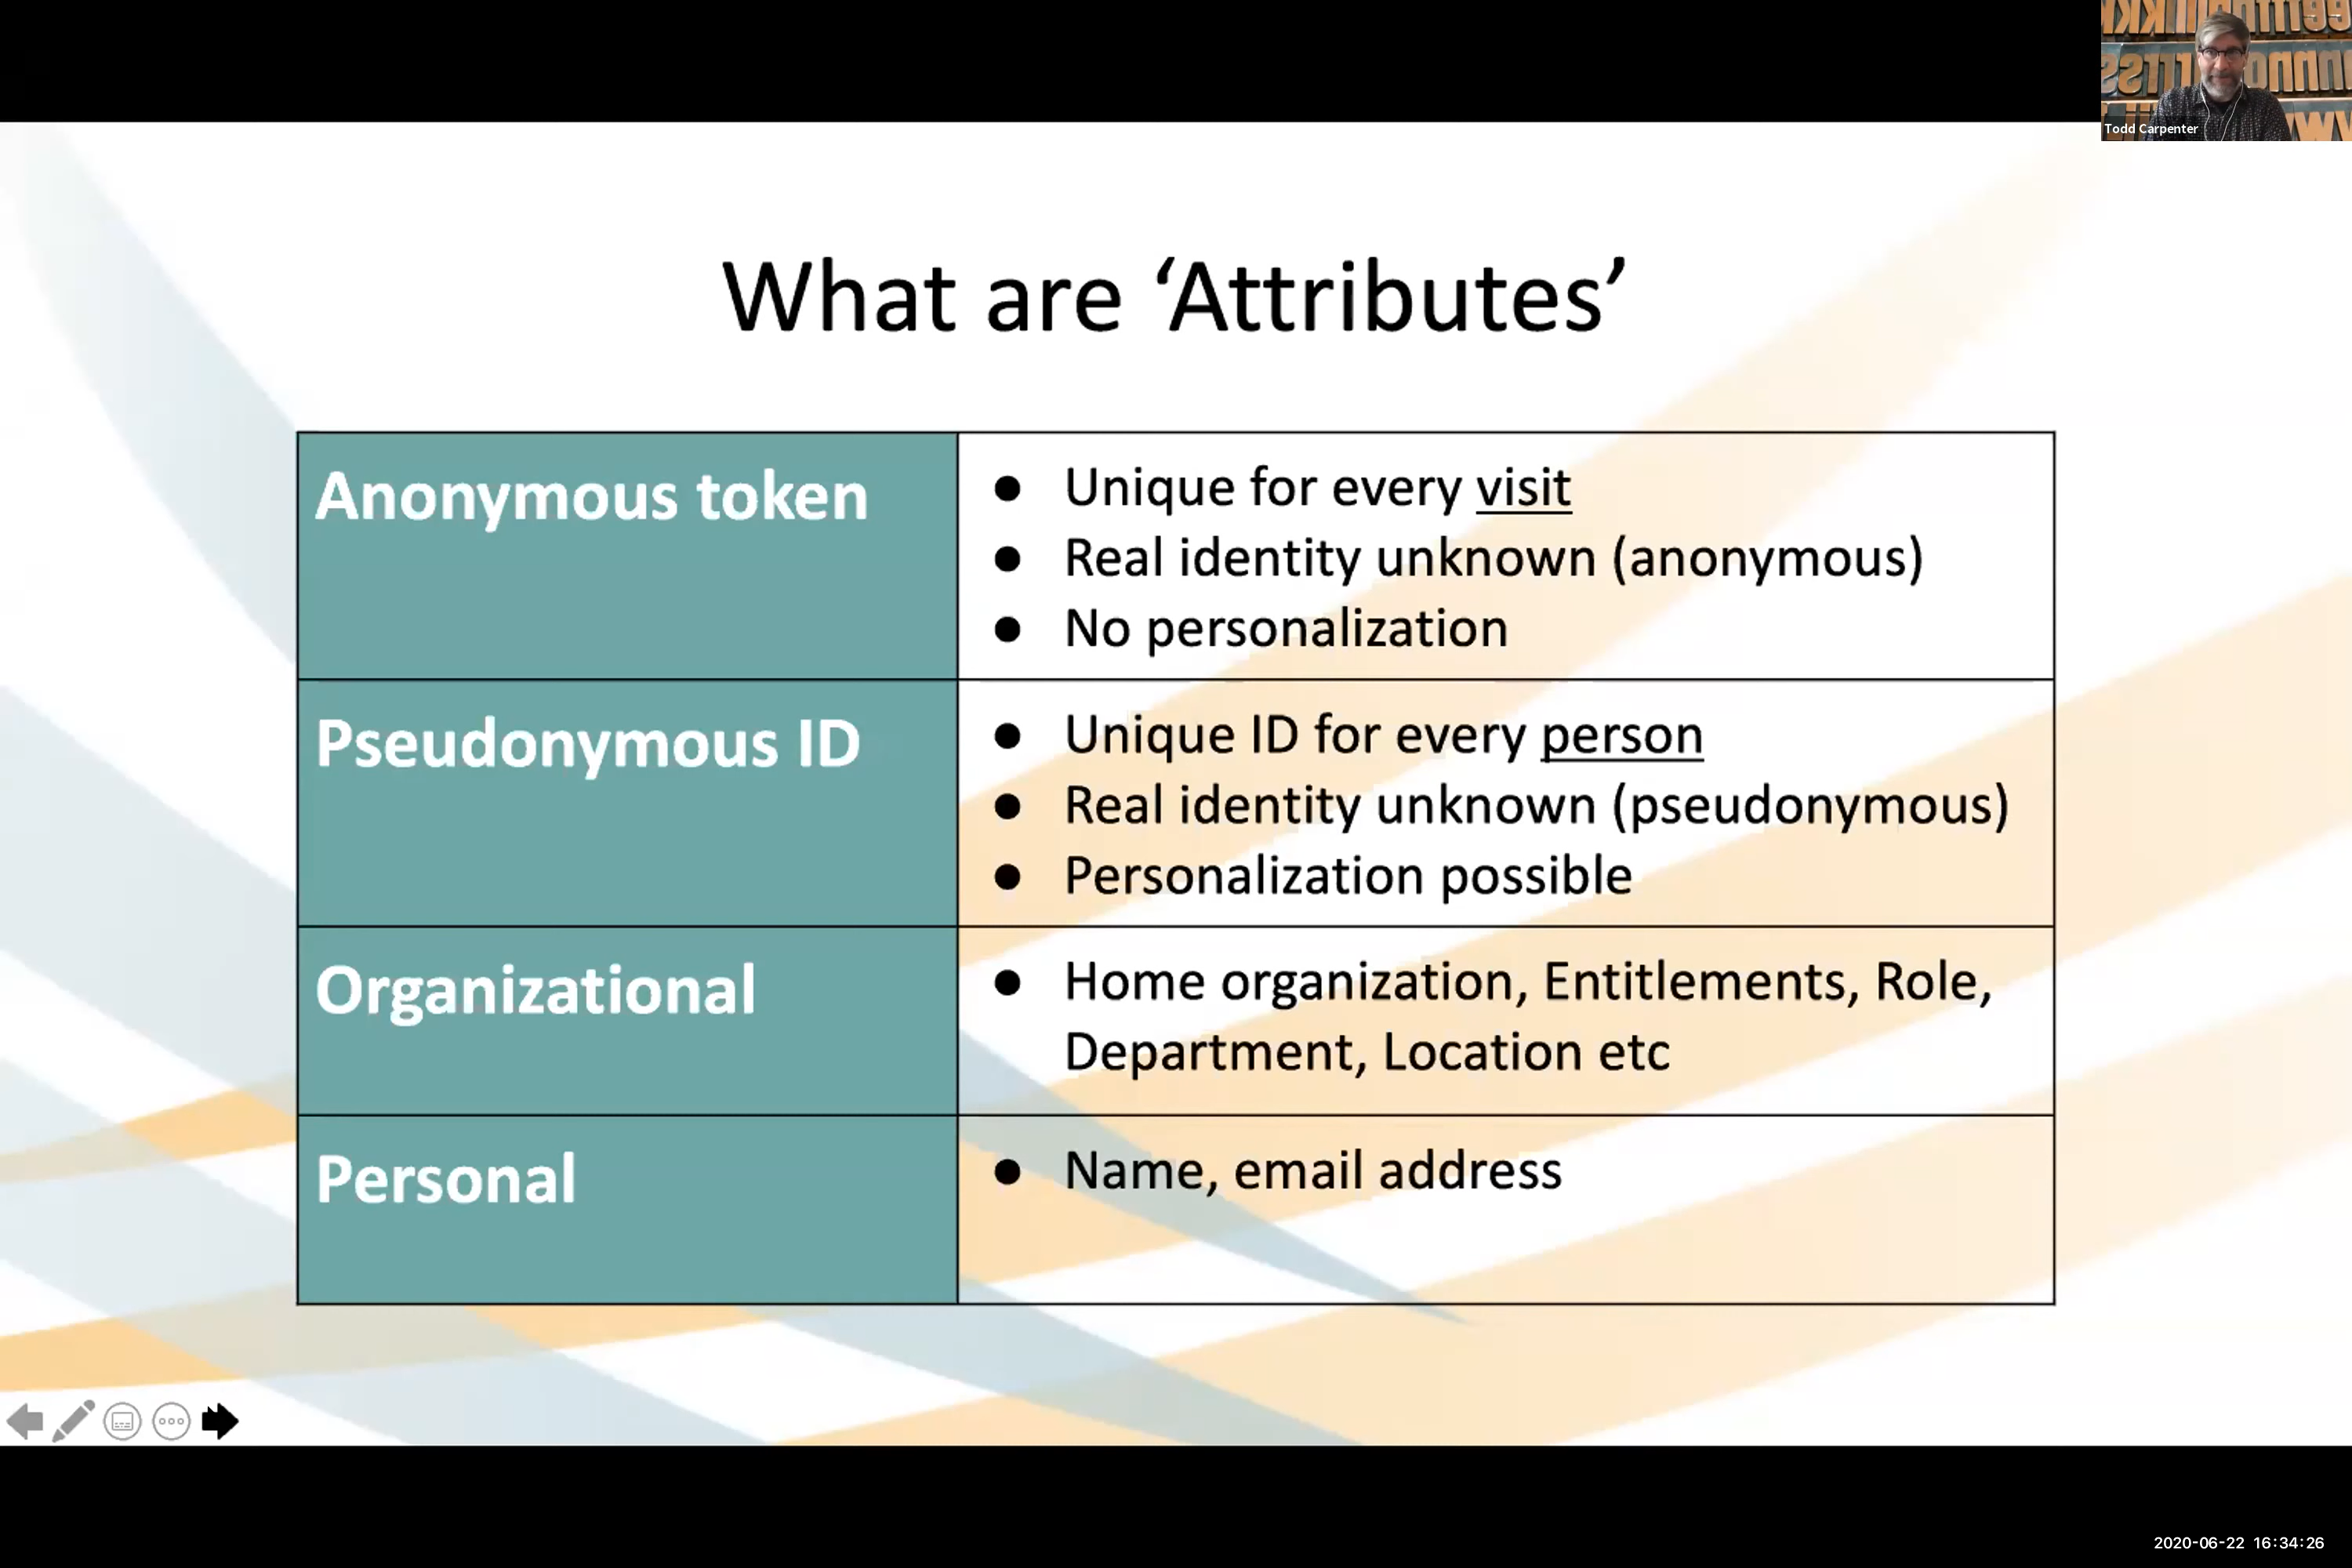 Todd Carpenter
What are ‘Attributes’
Anonymous token
● Unique for every visit
● Real identity unknown (anonymous)
● No personalization
Pseudonymous ID
● Unique ID for every person
● Real identity unknown (pseudonymous)
● Personalization possible
Organizational
● Home organization, Entitlements, Role,
Department, Location etc
Personal
● Name, email address
2020-06-22 16:34:26